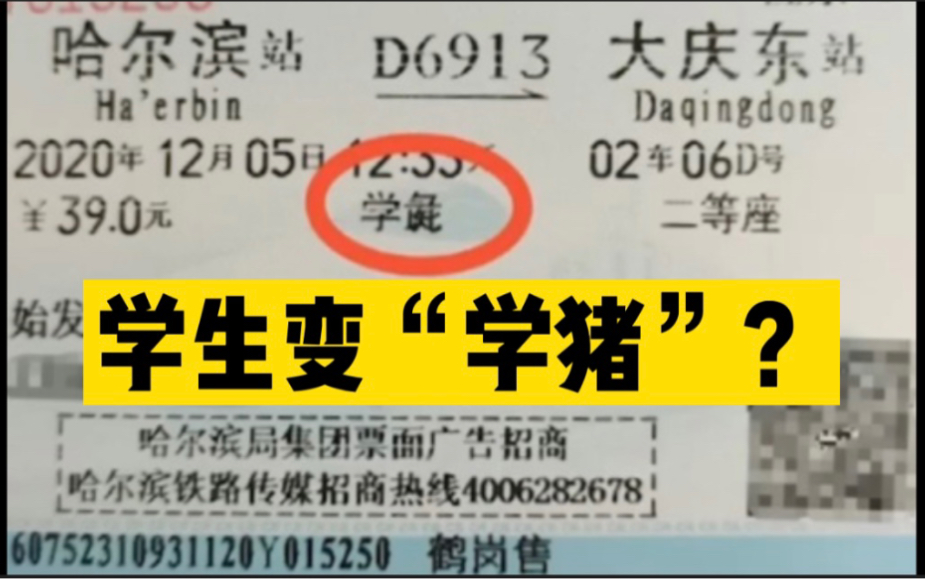 哈尔滨站 D6913 大庆东站
Ha'erbin Daqingdong
2020年12月05日 02车06D号
¥39.0元 学彘 二等座
始发
学生变“学猪”？
哈尔滨局集团票面广告招商
哈尔滨铁路传媒招商热线4006282678
60752310931120Y015250 鹤岗售